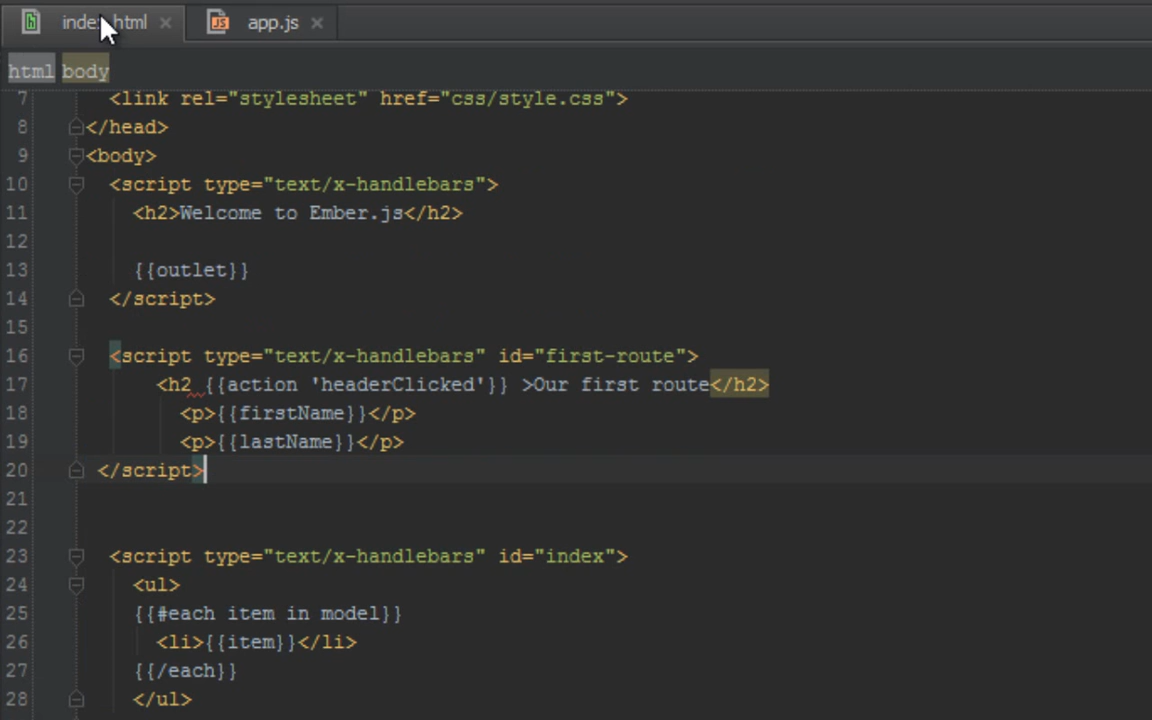 index.html app.js
html body
7 <link rel="stylesheet" href="css/style.css">
8 </head>
9 <body>
10 <script type="text/x-handlebars">
11 <h2>Welcome to Ember.js</h2>
12
13 {{outlet}}
14 </script>
15
16 <script type="text/x-handlebars" id="first-route">
17 <h2 {{action 'headerClicked'}} >Our first route</h2>
18 <p>{{firstName}}</p>
19 <p>{{lastName}}</p>
20 </script>
21
22
23 <script type="text/x-handlebars" id="index">
24 <ul>
25 {{#each item in model}}
26 <li>{{item}}</li>
27 {{/each}}
28 </ul>